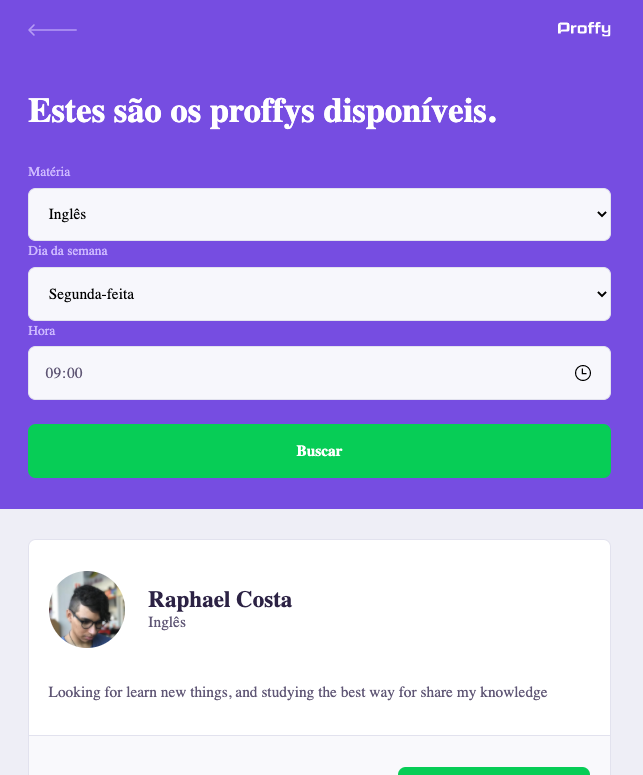 Proffy
Estes são os proffys disponíveis.
Matéria
Inglês
Dia da semana
Segunda-feita
Hora
09:00
Buscar
Raphael Costa
Inglês
Looking for learn new things, and studying the best way for share my knowledge